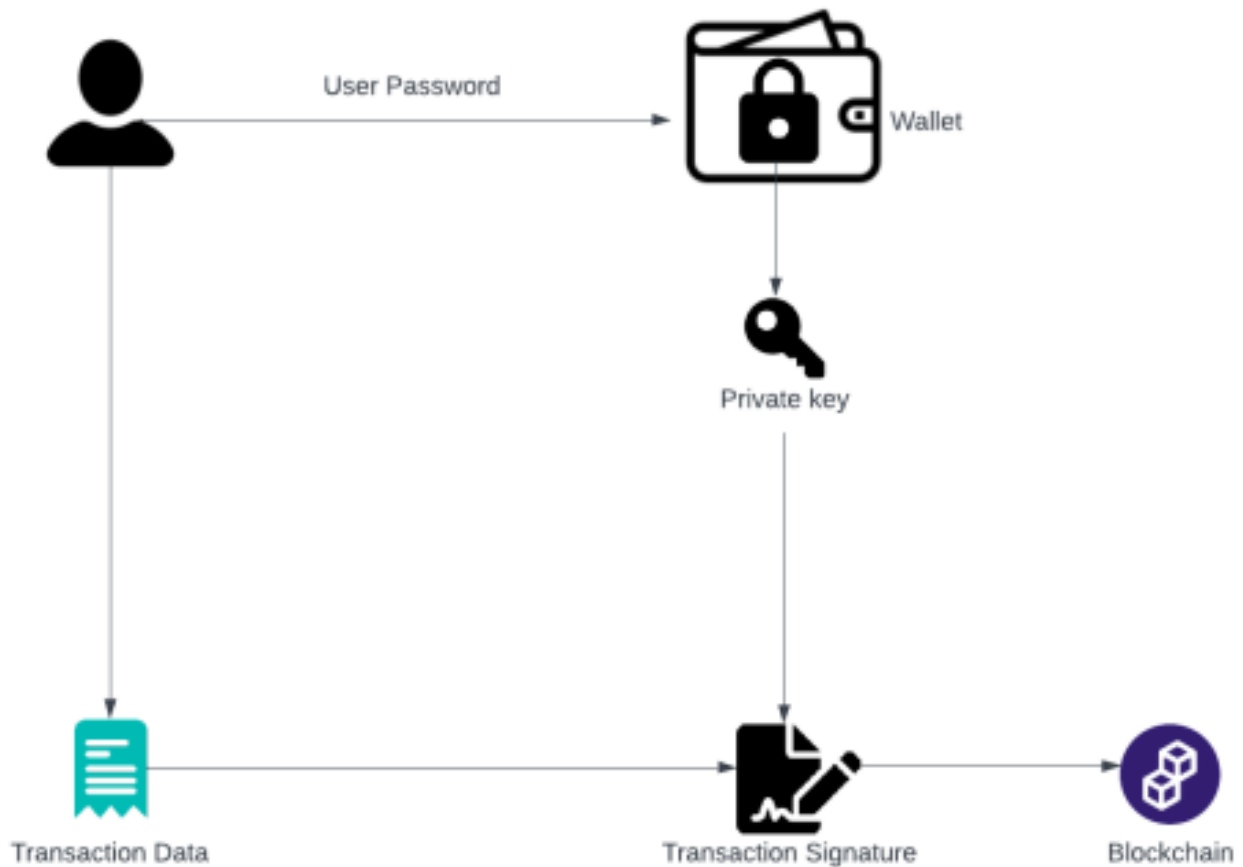 User Password
Wallet
Private key
Transaction Data
Transaction Signature
Blockchain